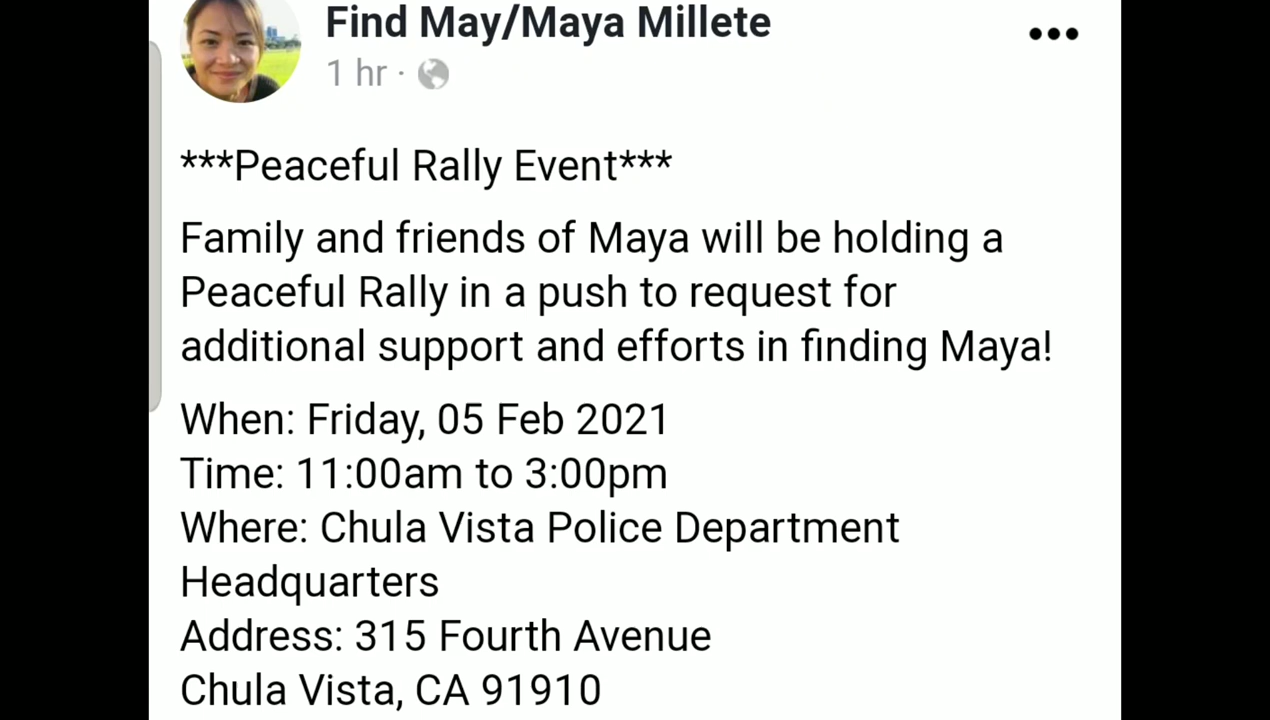 Find May/Maya Millete
1 hr ·
***Peaceful Rally Event***
Family and friends of Maya will be holding a
Peaceful Rally in a push to request for
additional support and efforts in finding Maya!
When: Friday, 05 Feb 2021
Time: 11:00am to 3:00pm
Where: Chula Vista Police Department
Headquarters
Address: 315 Fourth Avenue
Chula Vista, CA 91910